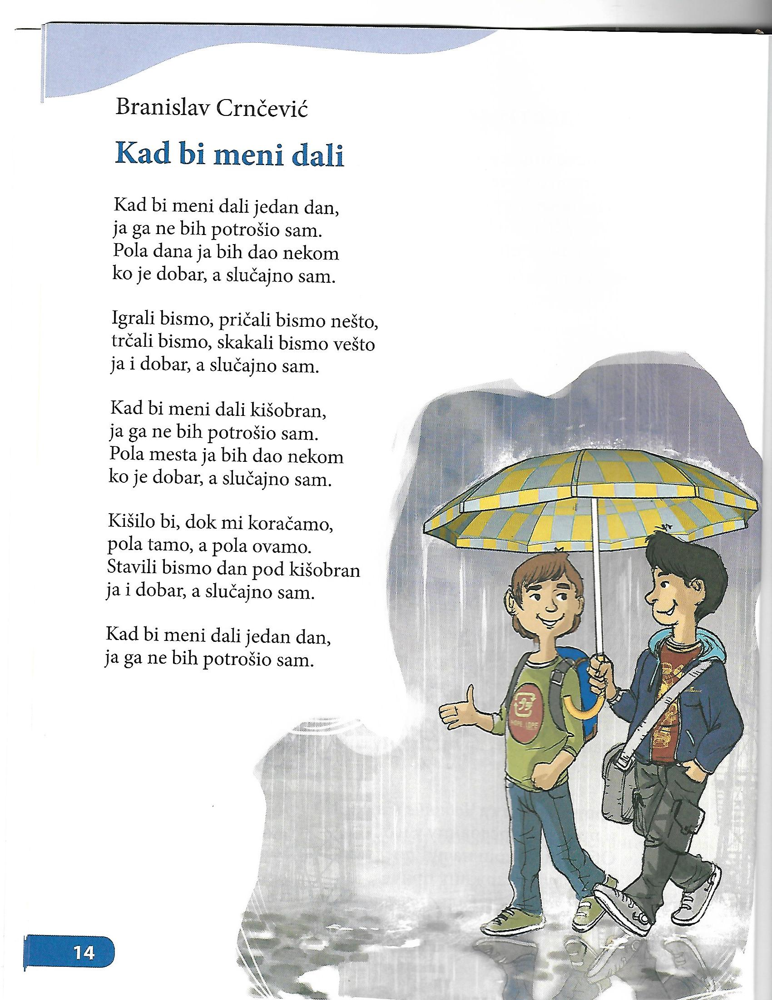 Branislav Crnčević
Kad bi meni dali
Kad bi meni dali jedan dan,
ja ga ne bih potrošio sam.
Pola dana ja bih dao nekom
ko je dobar, a slučajno sam.
Igrali bismo, pričali bismo nešto,
trčali bismo, skakali bismo vešto
ja i dobar, a slučajno sam.
Kad bi meni dali kišobran,
ja ga ne bih potrošio sam.
Pola mesta ja bih dao nekom
ko je dobar, a slučajno sam.
Kišilo bi, dok mi koračamo,
pola tamo, a pola ovamo.
Stavili bismo dan pod kišobran
ja i dobar, a slučajno sam.
Kad bi meni dali jedan dan,
ja ga ne bih potrošio sam.
HDPE LDPE
14